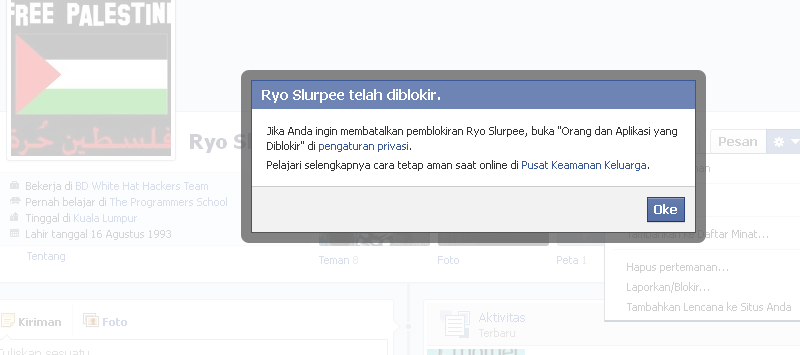 FREE PALESTINE
فلسطين حرة
Ryo Slurpee telah diblokir.
Jika Anda ingin membatalkan pemblokiran Ryo Slurpee, buka "Orang dan Aplikasi yang
Diblokir" di pengaturan privasi.
Pelajari selengkapnya cara tetap aman saat online di Pusat Keamanan Keluarga.
Oke
Ryo
Pesan
Bekerja di BD White Hat Hackers Team
Pernah belajar di The Programmers School
Tinggal di Kuala Lumpur
Lahir tanggal 16 Agustus 1993
Tentang
Teman 8
Foto
Peta 1
Tambahkan ke Daftar Minat...
Hapus pertemanan...
Laporkan/Blokir...
Tambahkan Lencana ke Situs Anda
Kiriman
Foto
Tuliskan sesuatu
Aktivitas
Terbaru